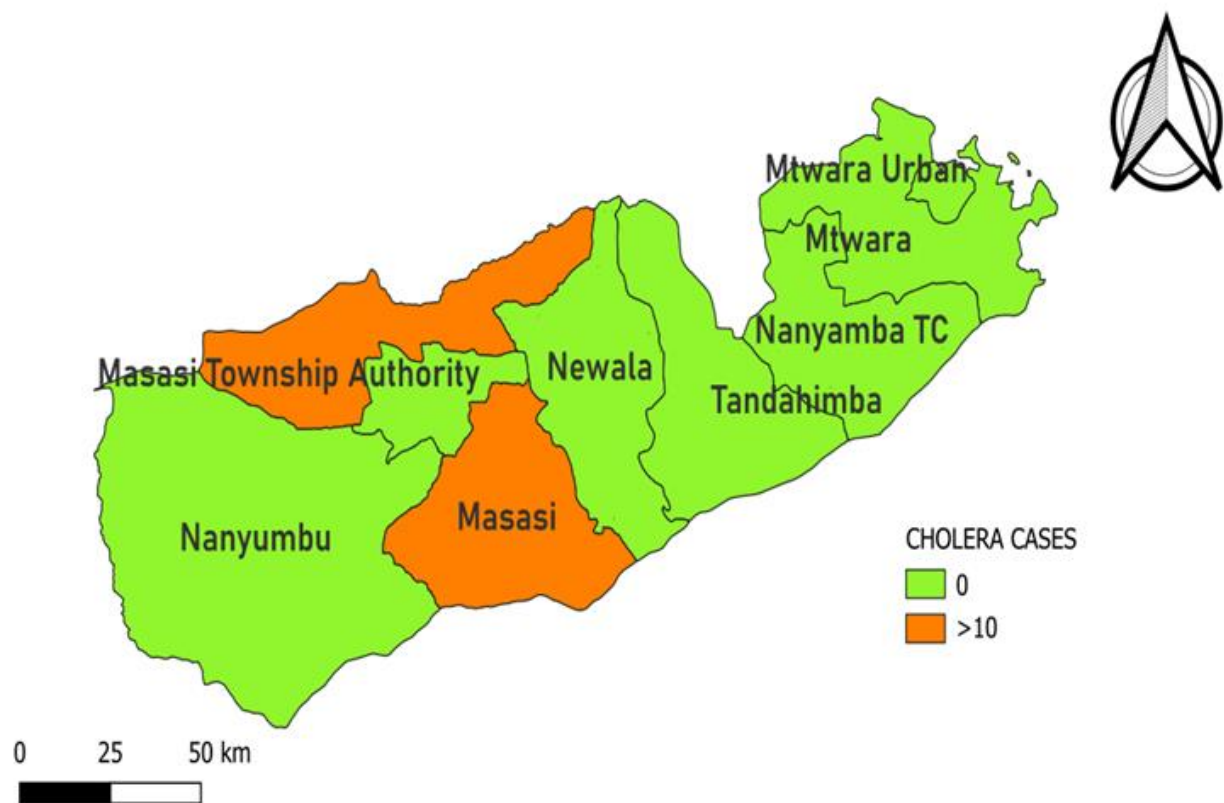 Mtwara Urban
Mtwara
Nanyamba TC
Masasi Township Authority
Newala
Tandahimba
Masasi
Nanyumbu
CHOLERA CASES
0
>10
0 25 50 km